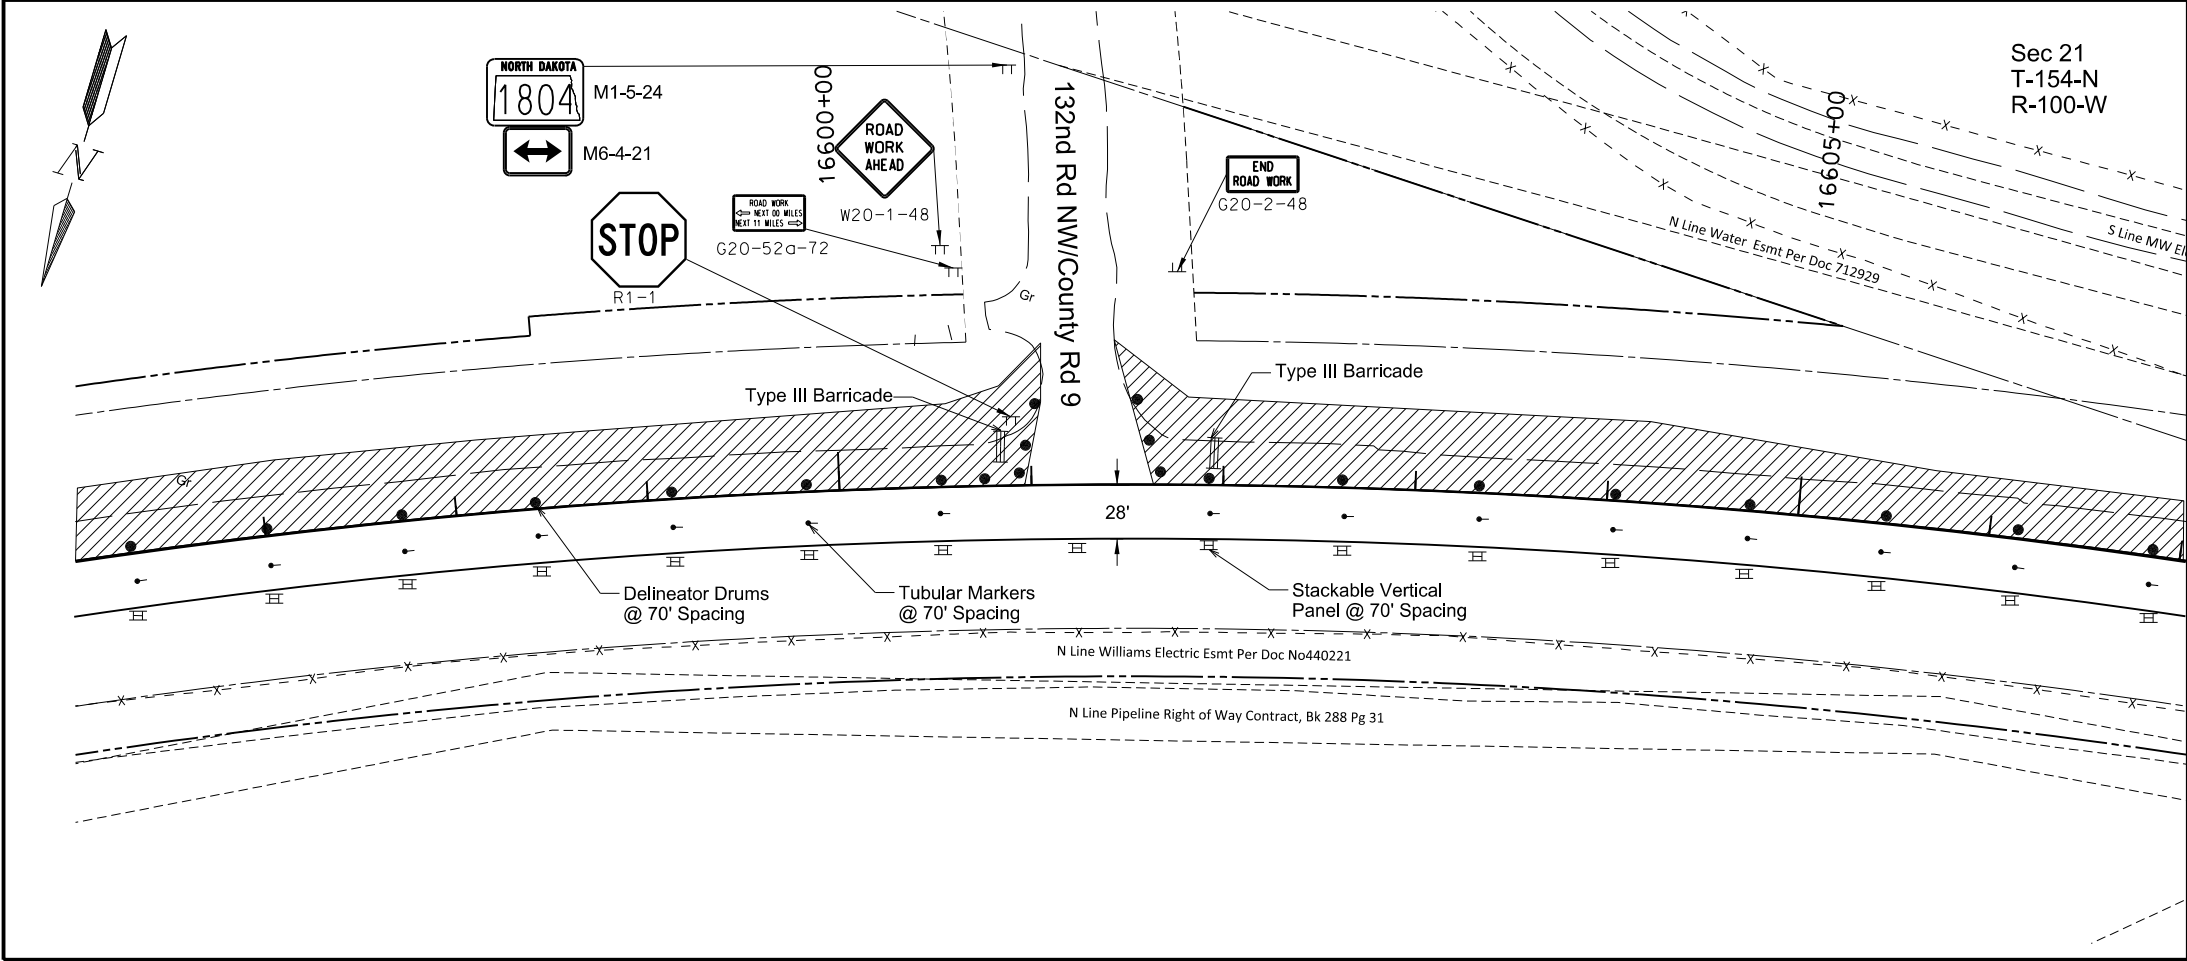 NORTH DAKOTA
1804
M1-5-24
M6-4-21
16600+00
ROAD
WORK
AHEAD
W20-1-48
STOP
R1-1
ROAD WORK
⇐ NEXT 00 MILES
NEXT 11 MILES ⇒
G20-52a-72
END
ROAD WORK
G20-2-48
132nd Rd NW/County Rd 9
Sec 21
T-154-N
R-100-W
16605+00
N Line Water Esmt Per Doc 712929
S Line MW El
N
Gr
Gr
Type III Barricade
Type III Barricade
28'
Delineator Drums
@ 70' Spacing
Tubular Markers
@ 70' Spacing
Stackable Vertical
Panel @ 70' Spacing
N Line Williams Electric Esmt Per Doc No440221
N Line Pipeline Right of Way Contract, Bk 288 Pg 31